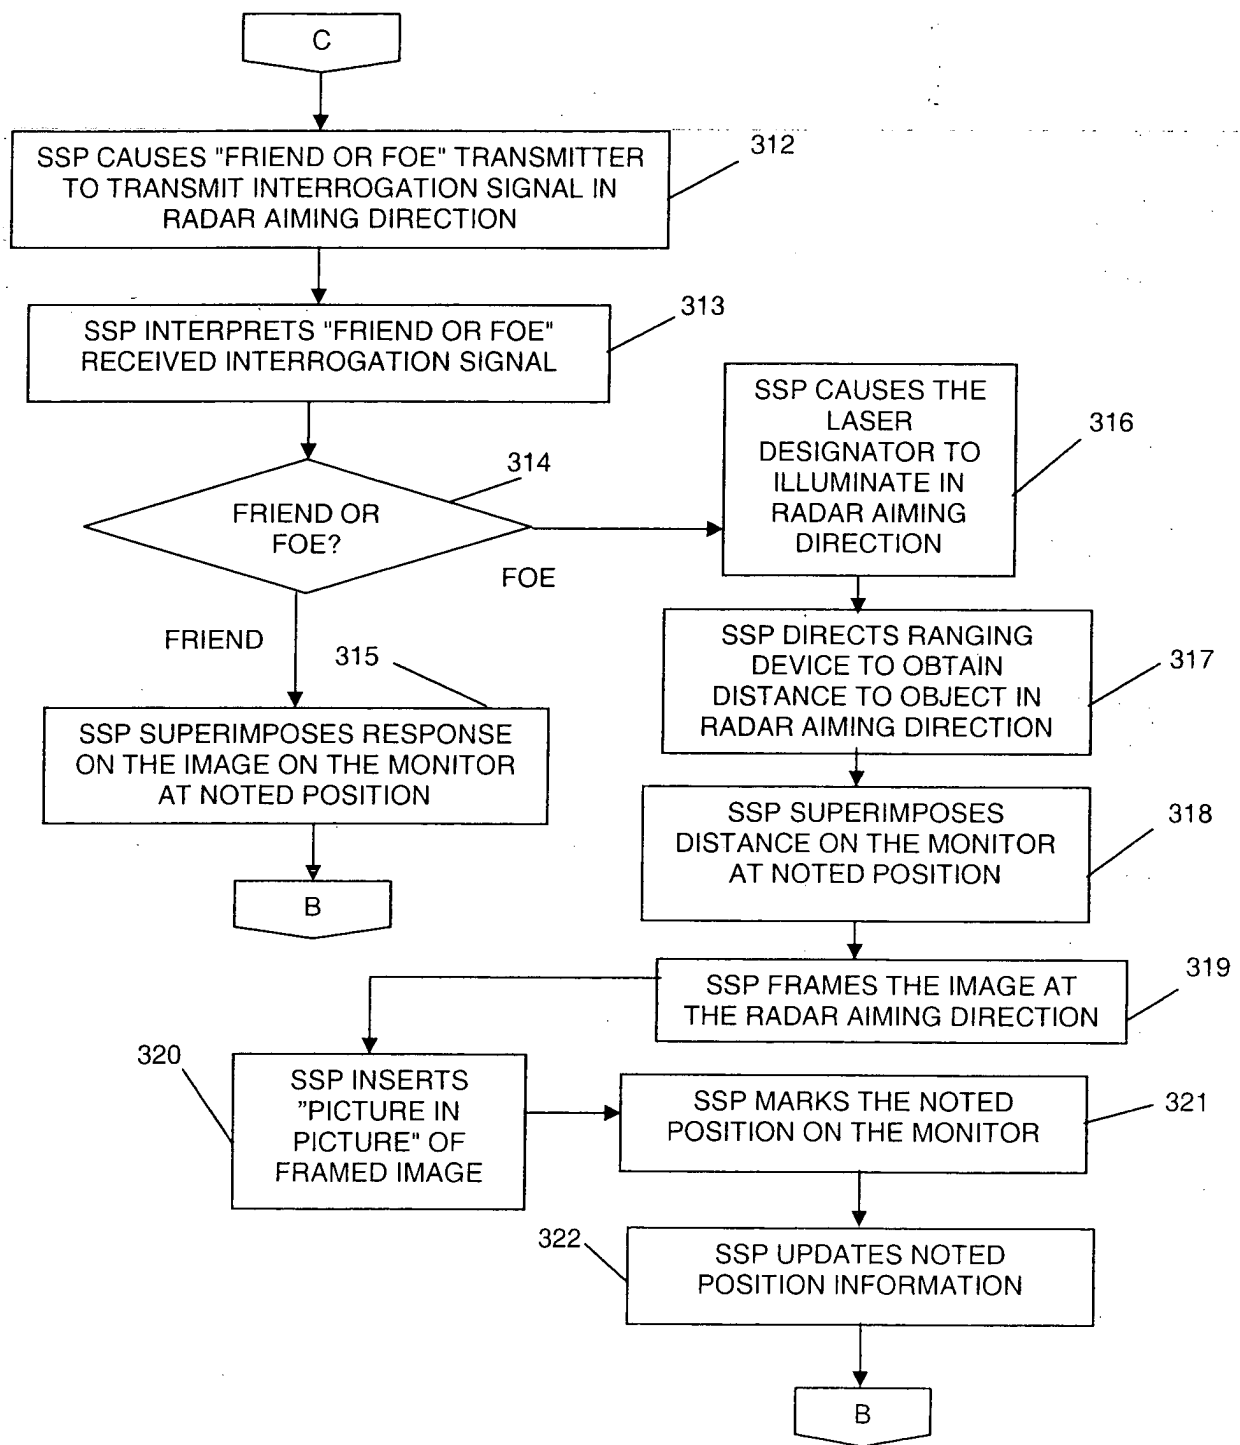 C
SSP CAUSES "FRIEND OR FOE" TRANSMITTER
TO TRANSMIT INTERROGATION SIGNAL IN
RADAR AIMING DIRECTION
312
SSP INTERPRETS "FRIEND OR FOE"
RECEIVED INTERROGATION SIGNAL
313
FRIEND OR
FOE?
314
FOE
FRIEND
315
SSP SUPERIMPOSES RESPONSE
ON THE IMAGE ON THE MONITOR
AT NOTED POSITION
B
SSP CAUSES THE
LASER
DESIGNATOR TO
ILLUMINATE IN
RADAR AIMING
DIRECTION
316
SSP DIRECTS RANGING
DEVICE TO OBTAIN
DISTANCE TO OBJECT IN
RADAR AIMING DIRECTION
317
SSP SUPERIMPOSES
DISTANCE ON THE MONITOR
AT NOTED POSITION
318
SSP FRAMES THE IMAGE AT
THE RADAR AIMING DIRECTION
319
320
SSP INSERTS
"PICTURE IN
PICTURE" OF
FRAMED IMAGE
SSP MARKS THE NOTED
POSITION ON THE MONITOR
321
322
SSP UPDATES NOTED
POSITION INFORMATION
B